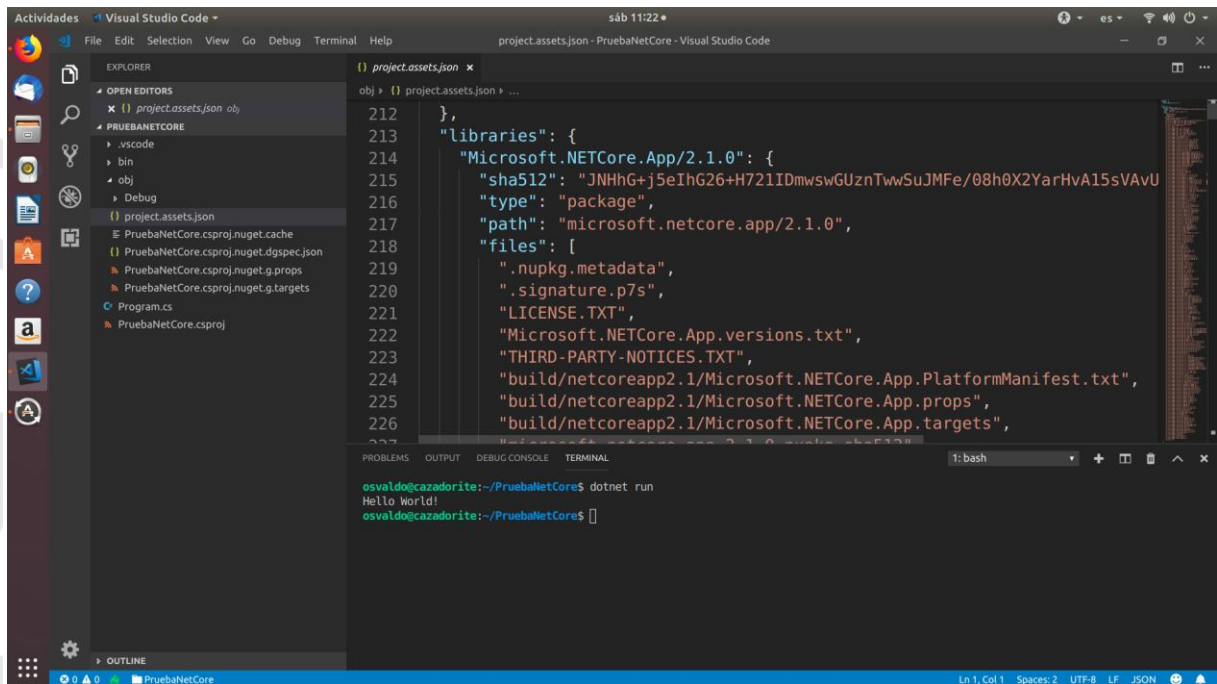 Actividades Visual Studio Code sáb 11:22 es
File Edit Selection View Go Debug Terminal Help project.assets.json - PruebaNetCore - Visual Studio Code
EXPLORER
OPEN EDITORS
{} project.assets.json obj
PRUEBANETCORE
.vscode
bin
obj
Debug
{} project.assets.json
PruebaNetCore.csproj.nuget.cache
{} PruebaNetCore.csproj.nuget.dgspec.json
PruebaNetCore.csproj.nuget.g.props
PruebaNetCore.csproj.nuget.g.targets
Program.cs
PruebaNetCore.csproj
OUTLINE
{} project.assets.json
obj {} project.assets.json ...
212 },
213 "libraries": {
214 "Microsoft.NETCore.App/2.1.0": {
215 "sha512": "JNHhG+j5eIhG26+H721IDmwswGUznTwwSuJMFe/08h0X2YarHvA15sVAvU
216 "type": "package",
217 "path": "microsoft.netcore.app/2.1.0",
218 "files": [
219 ".nupkg.metadata",
220 ".signature.p7s",
221 "LICENSE.TXT",
222 "Microsoft.NETCore.App.versions.txt",
223 "THIRD-PARTY-NOTICES.TXT",
224 "build/netcoreapp2.1/Microsoft.NETCore.App.PlatformManifest.txt",
225 "build/netcoreapp2.1/Microsoft.NETCore.App.props",
226 "build/netcoreapp2.1/Microsoft.NETCore.App.targets",
PROBLEMS OUTPUT DEBUG CONSOLE TERMINAL 1: bash
osvaldo@cazadorite:~/PruebaNetCore$ dotnet run
Hello World!
osvaldo@cazadorite:~/PruebaNetCore$
0 0 PruebaNetCore Ln 1, Col 1 Spaces: 2 UTF-8 LF JSON